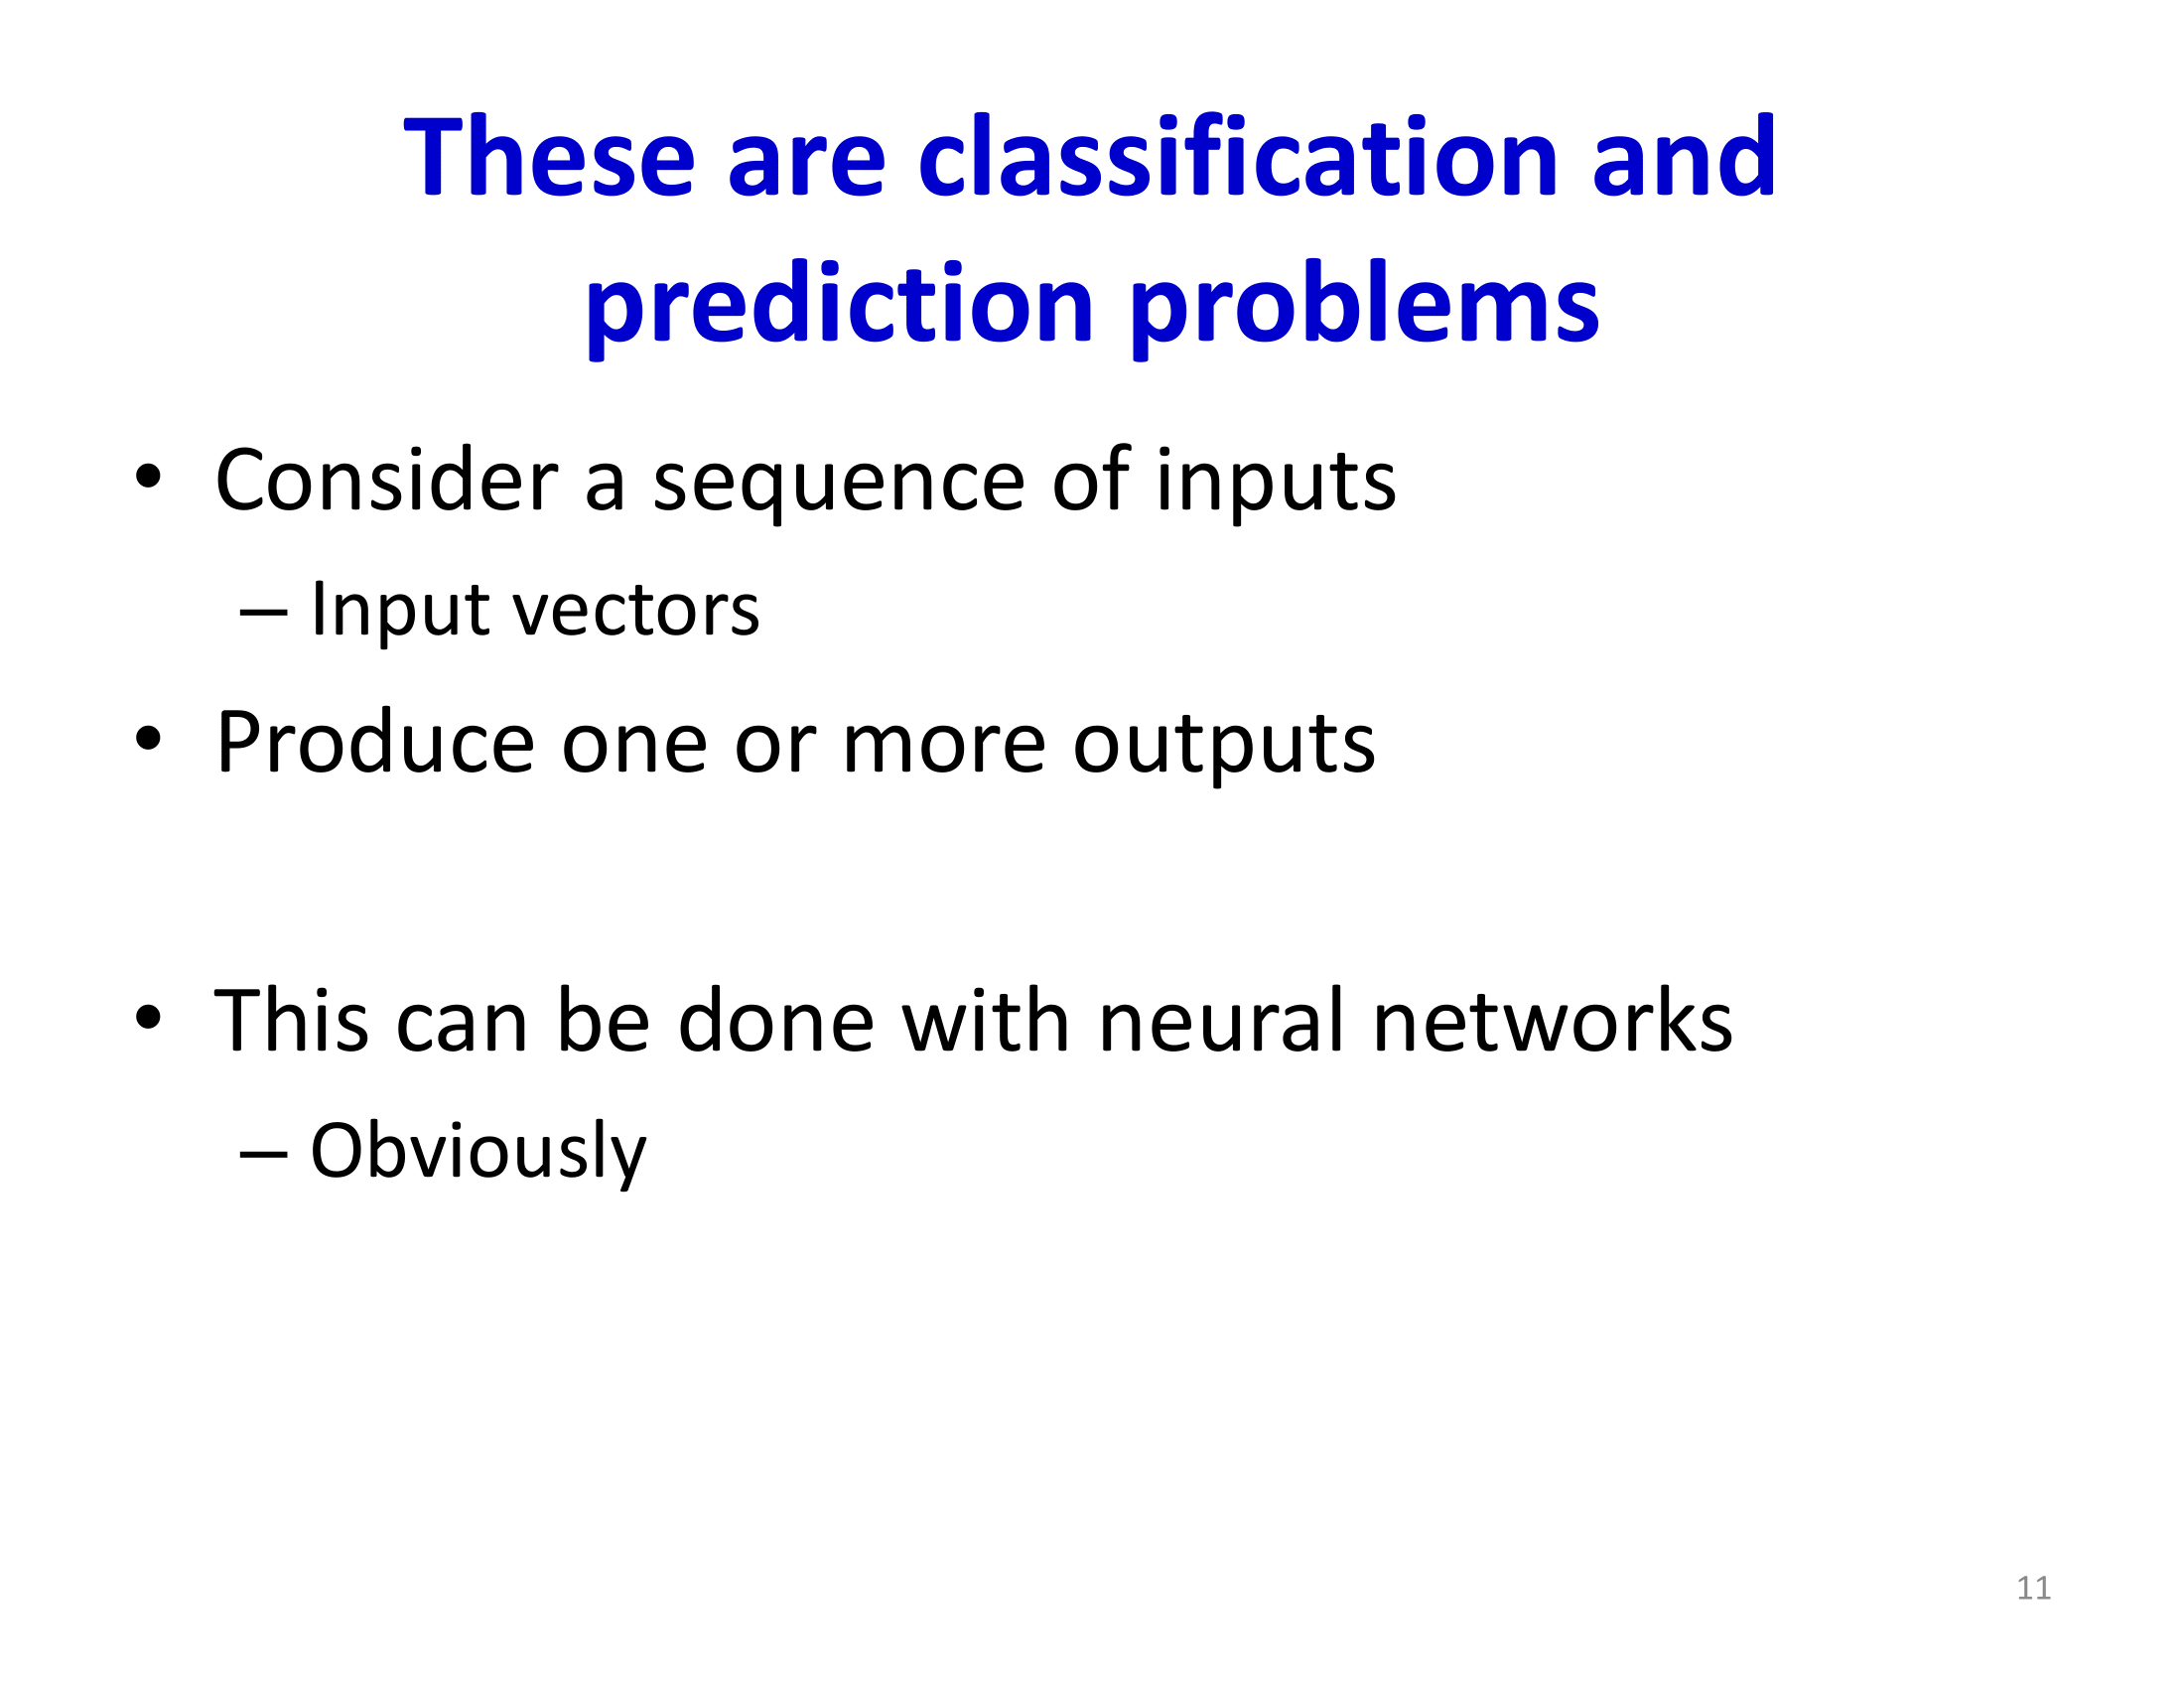 These are classification and
prediction problems
• Consider a sequence of inputs
– Input vectors
• Produce one or more outputs
• This can be done with neural networks
– Obviously
11